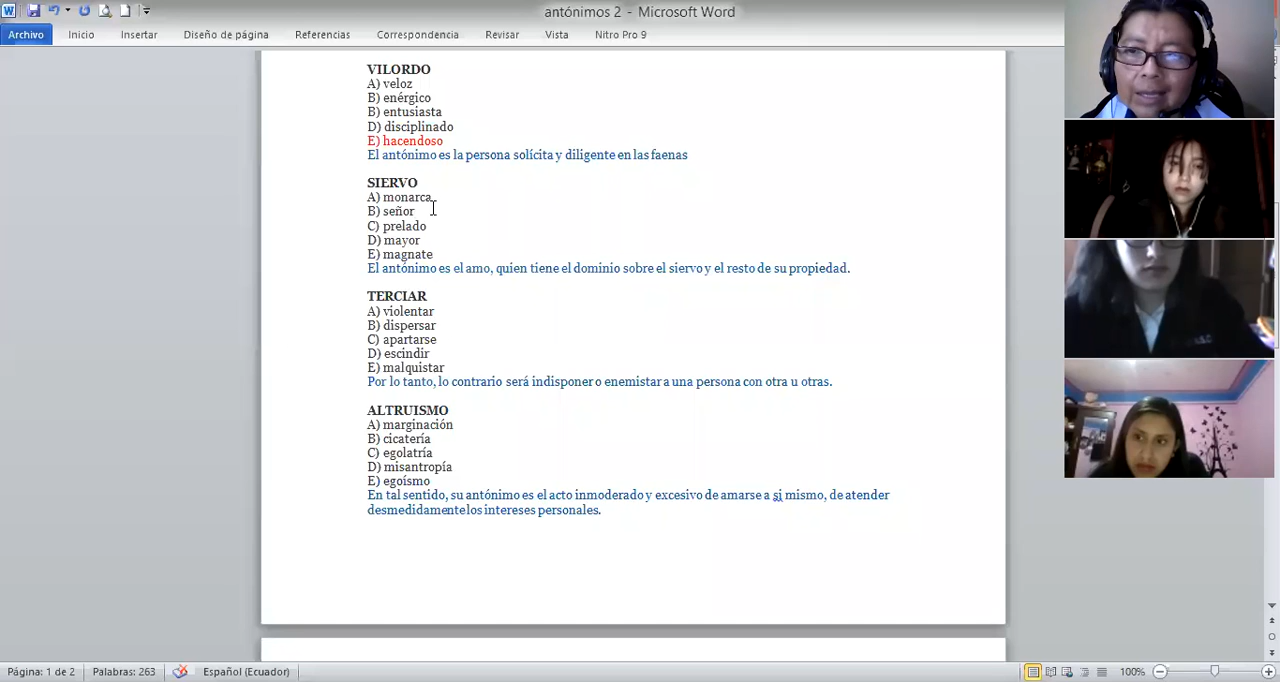 antónimos 2 - Microsoft Word
Archivo Inicio Insertar Diseño de página Referencias Correspondencia Revisar Vista Nitro Pro 9
VILORDO
A) veloz
B) enérgico
B) entusiasta
D) disciplinado
E) hacendoso
El antónimo es la persona solícita y diligente en las faenas
SIERVO
A) monarca
B) señor
C) prelado
D) mayor
E) magnate
El antónimo es el amo, quien tiene el dominio sobre el siervo y el resto de su propiedad.
TERCIAR
A) violentar
B) dispersar
C) apartarse
D) escindir
E) malquistar
Por lo tanto, lo contrario será indisponer o enemistar a una persona con otra u otras.
ALTRUISMO
A) marginación
B) cicatería
C) egolatría
D) misantropía
E) egoísmo
En tal sentido, su antónimo es el acto inmoderado y excesivo de amarse a si mismo, de atender
desmedidamente los intereses personales.
Página: 1 de 2 Palabras: 263 Español (Ecuador) 100%